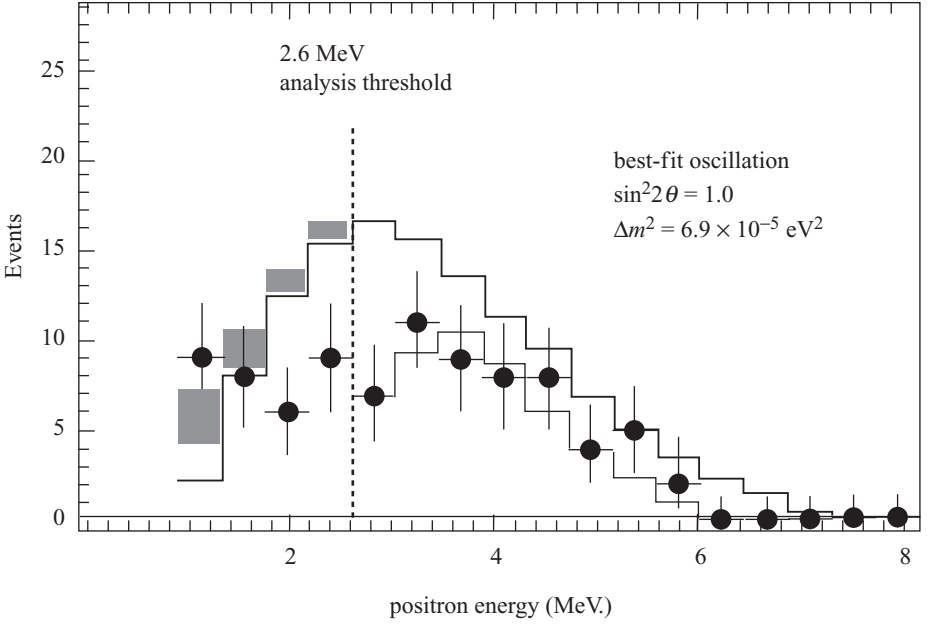 2.6 MeV
analysis threshold
best-fit oscillation
sin²2θ = 1.0
Δm² = 6.9 × 10⁻⁵ eV²
Events
25
20
15
10
5
0
2
4
6
8
positron energy (MeV.)